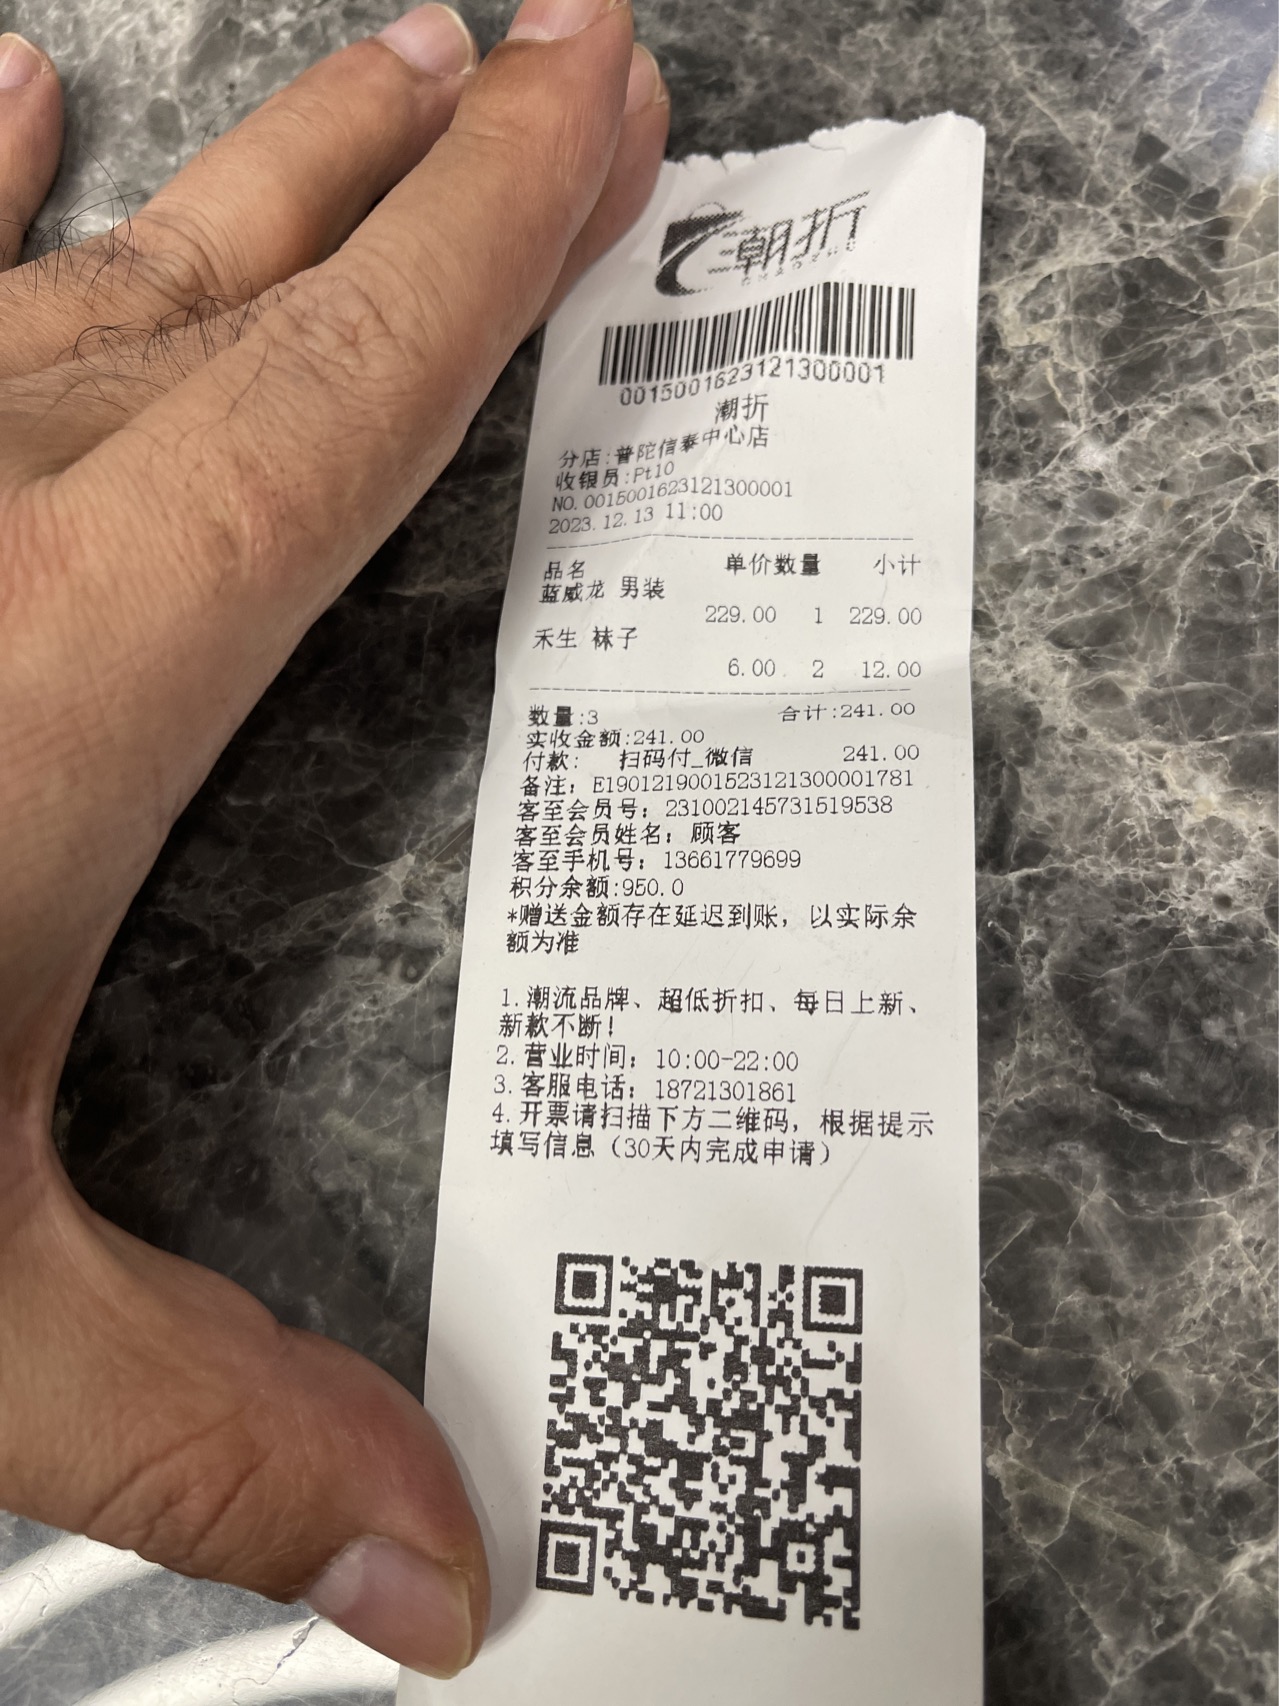 潮折
CHAOZHE
0015001623121300001
潮折
分店:普陀信泰中心店
收银员:Pt10
NO.0015001623121300001
2023.12.13 11:00
品名 单价数量 小计
蓝威龙 男装
229.00 1 229.00
禾生 袜子
6.00 2 12.00
数量:3 合计:241.00
实收金额:241.00
付款: 扫码付_微信 241.00
备注: E1901219001523121300001781
客至会员号: 231002145731519538
客至会员姓名: 顾客
客至手机号: 13661779699
积分余额:950.0
*赠送金额存在延迟到账, 以实际余
额为准
1.潮流品牌、超低折扣、每日上新、
新款不断!
2.营业时间: 10:00-22:00
3.客服电话: 18721301861
4.开票请扫描下方二维码, 根据提示
填写信息 (30天内完成申请)